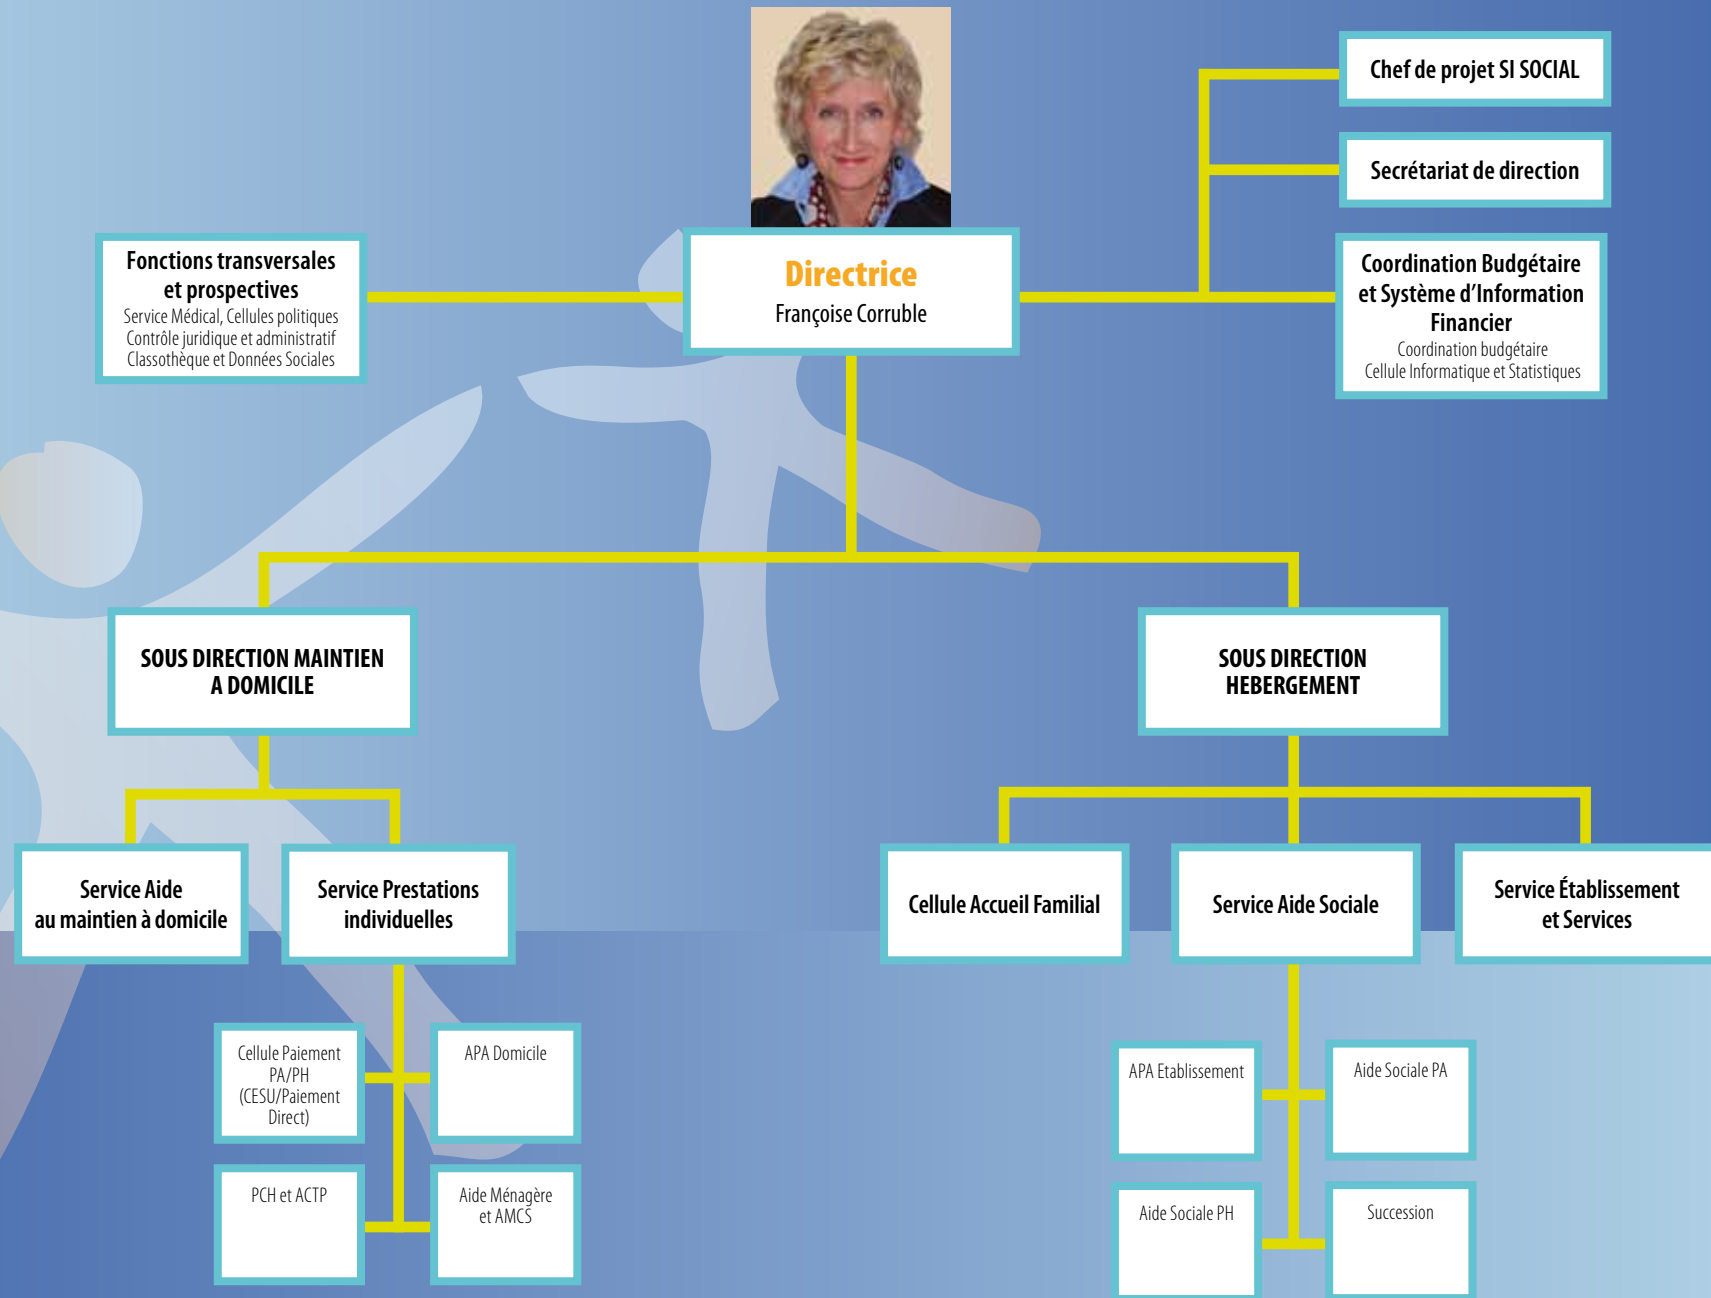 Chef de projet SI SOCIAL
Secrétariat de direction
Fonctions transversales
et prospectives
Service Médical, Cellules politiques
Contrôle juridique et administratif
Classothèque et Données Sociales
Directrice
Françoise Corruble
Coordination Budgétaire
et Système d’Information
Financier
Coordination budgétaire
Cellule Informatique et Statistiques
SOUS DIRECTION MAINTIEN
A DOMICILE
SOUS DIRECTION
HEBERGEMENT
Service Aide
au maintien à domicile
Service Prestations
individuelles
Cellule Accueil Familial
Service Aide Sociale
Service Établissement
et Services
Cellule Paiement
PA/PH
(CESU/Paiement
Direct)
APA Domicile
PCH et ACTP
Aide Ménagère
et AMCS
APA Etablissement
Aide Sociale PA
Aide Sociale PH
Succession